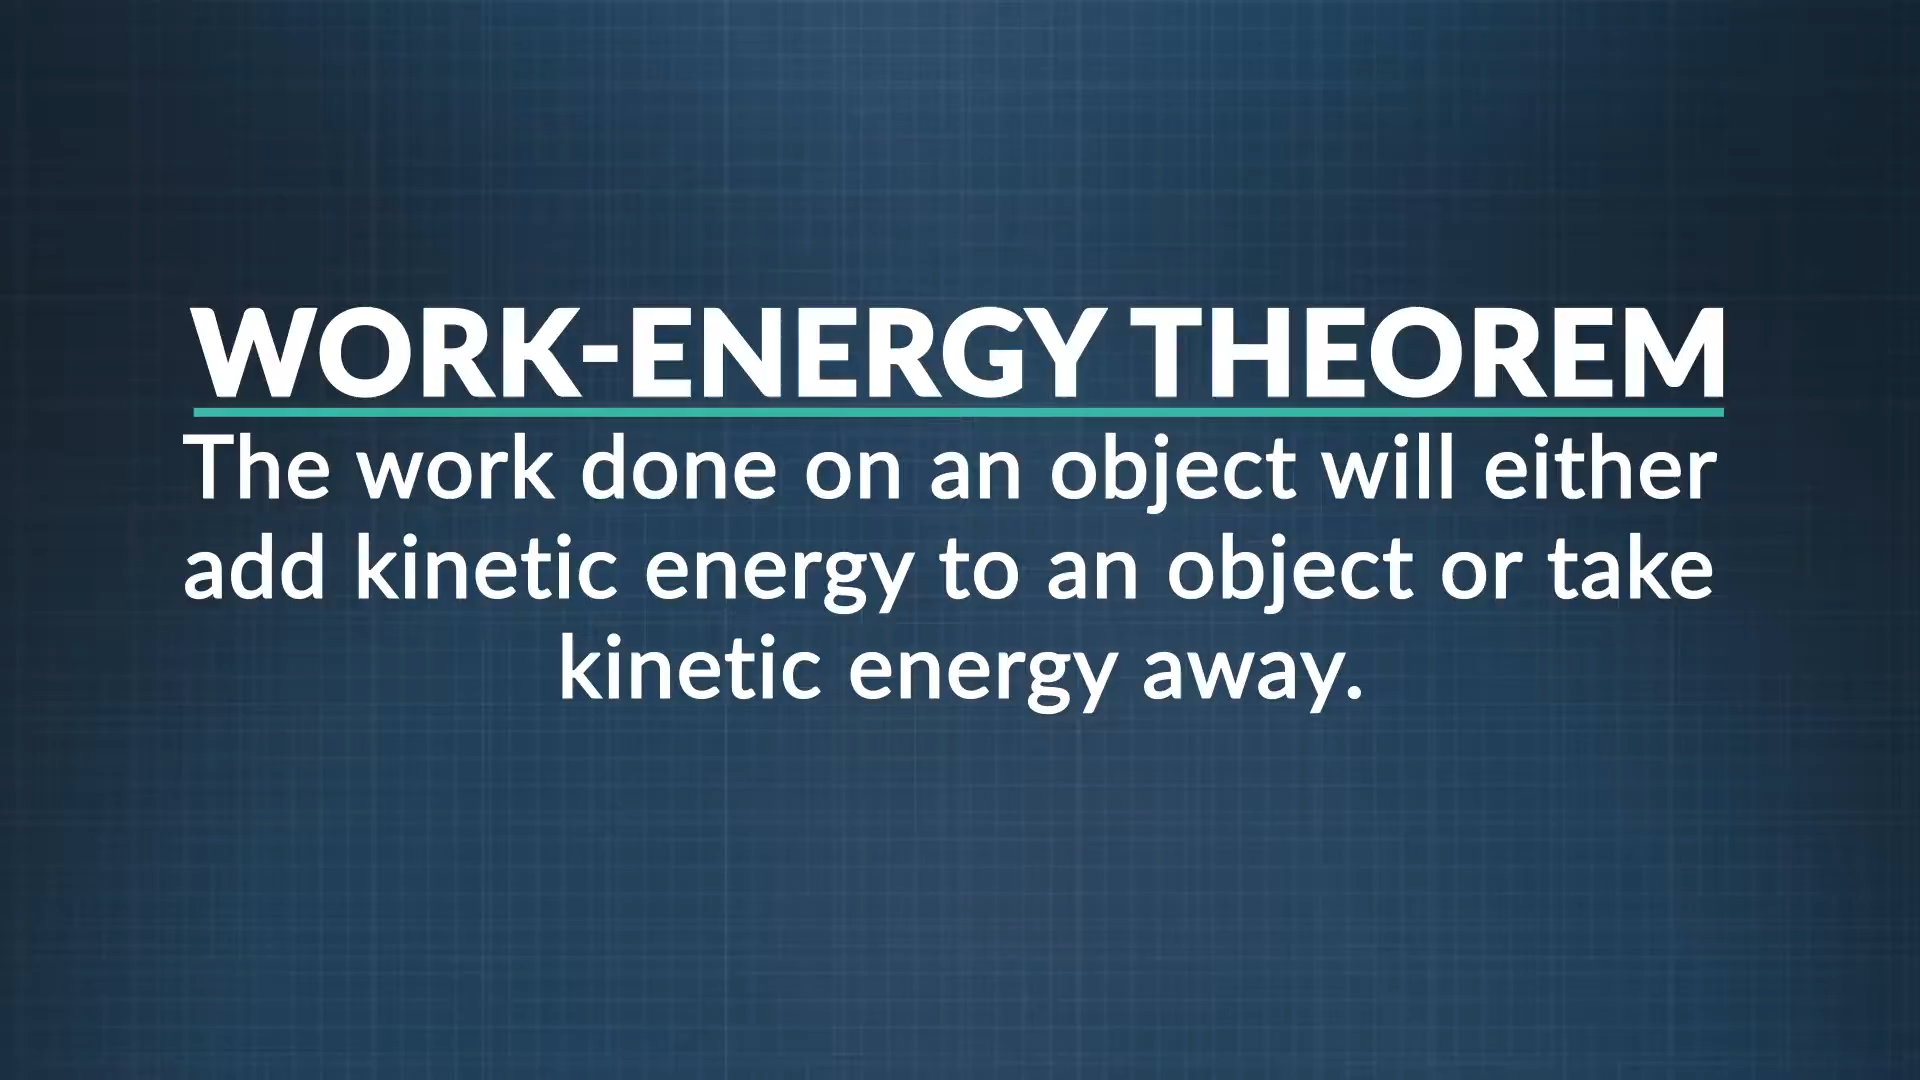 WORK-ENERGY THEOREM
The work done on an object will either
add kinetic energy to an object or take
kinetic energy away.